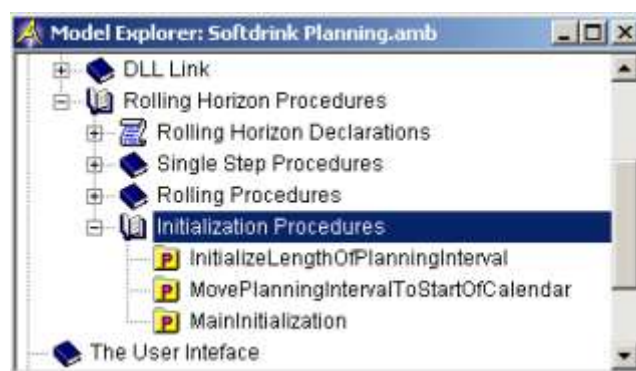 Model Explorer: Softdrink Planning.amb
DLL Link
Rolling Horizon Procedures
Rolling Horizon Declarations
Single Step Procedures
Rolling Procedures
Initialization Procedures
P InitializeLengthOfPlanningInterval
P MovePlanningIntervalToStartOfCalendar
P MainInitialization
The User Inteface